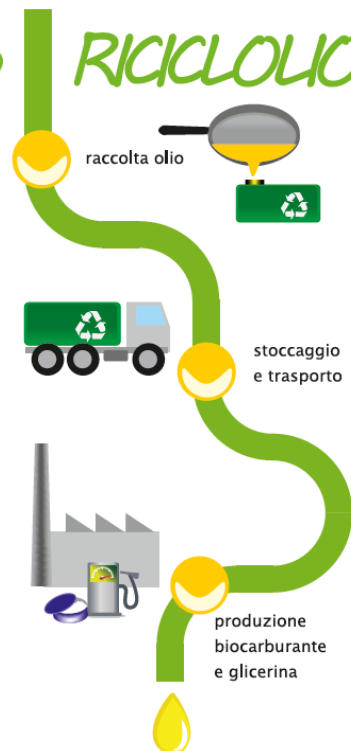 RICICLOLIO
raccolta olio
stoccaggio
e trasporto
produzione
biocarburante
e glicerina